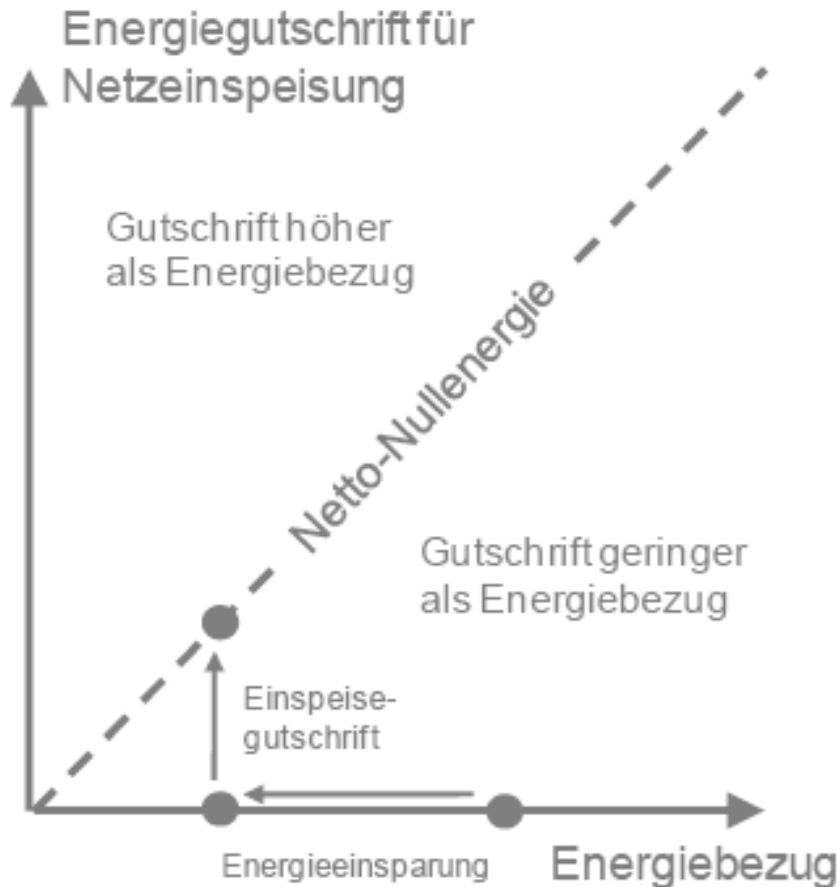 Energiegutschrift für
Netzeinspeisung
Gutschrift höher
als Energiebezug
Netto-Nullenergie
Gutschrift geringer
als Energiebezug
Einspeise-
gutschrift
Energieeinsparung
Energiebezug